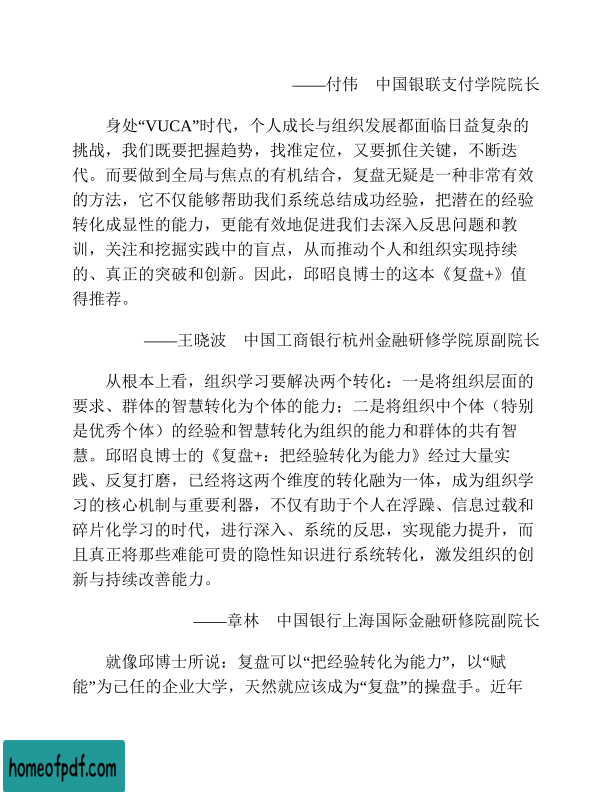 ——付伟　中国银联支付学院院长
身处“VUCA”时代，个人成长与组织发展都面临日益复杂的
挑战，我们既要把握趋势，找准定位，又要抓住关键，不断迭
代。而要做到全局与焦点的有机结合，复盘无疑是一种非常有效
的方法，它不仅能够帮助我们系统总结成功经验，把潜在的经验
转化成显性的能力，更能有效地促进我们去深入反思问题和教
训，关注和挖掘实践中的盲点，从而推动个人和组织实现持续
的、真正的突破和创新。因此，邱昭良博士的这本《复盘+》值
得推荐。
——王晓波　中国工商银行杭州金融研修学院原副院长
从根本上看，组织学习要解决两个转化：一是将组织层面的
要求、群体的智慧转化为个体的能力；二是将组织中个体（特别
是优秀个体）的经验和智慧转化为组织的能力和群体的共有智
慧。邱昭良博士的《复盘+：把经验转化为能力》经过大量实
践、反复打磨，已经将这两个维度的转化融为一体，成为组织学
习的核心机制与重要利器，不仅有助于个人在浮躁、信息过载和
碎片化学习的时代，进行深入、系统的反思，实现能力提升，而
且真正将那些难能可贵的隐性知识进行系统转化，激发组织的创
新与持续改善能力。
——章林　中国银行上海国际金融研修院副院长
就像邱博士所说：复盘可以“把经验转化为能力”，以“赋
能”为己任的企业大学，天然就应该成为“复盘”的操盘手。近年
homeofpdf.com